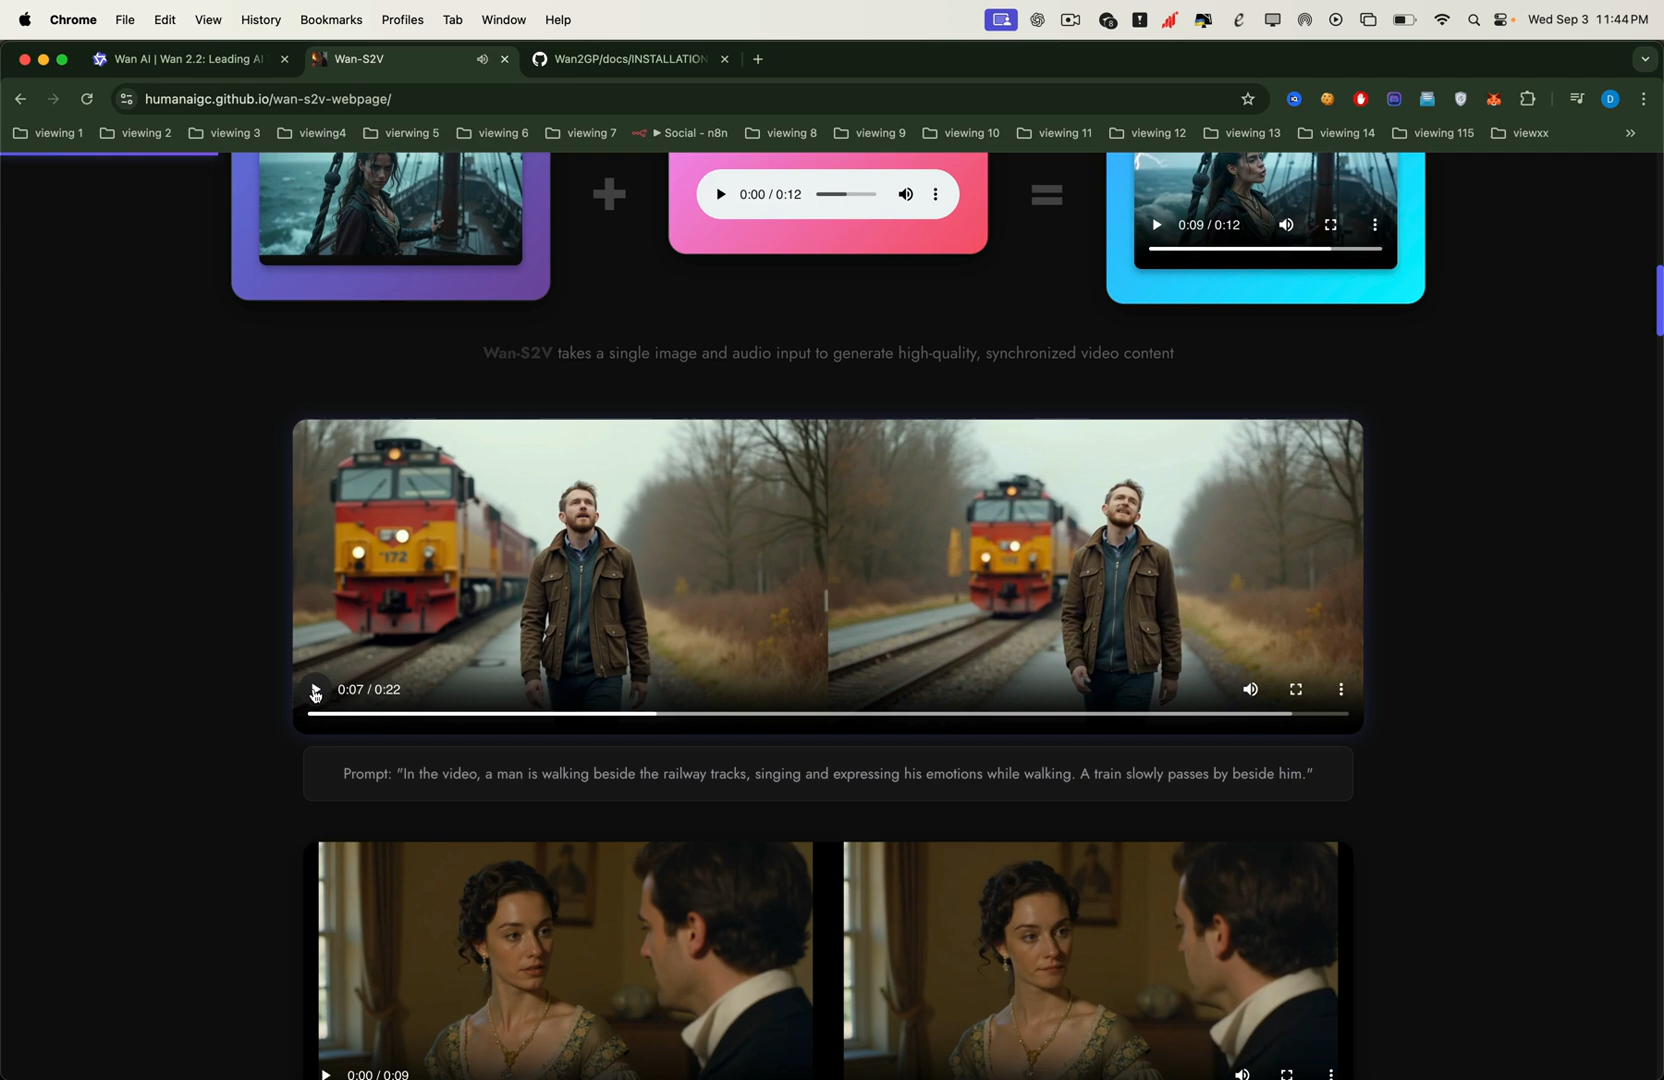 Chrome File Edit View History Bookmarks Profiles Tab Window Help Wed Sep 3 11:44 PM
Wan AI | Wan 2.2: Leading AI Wan-S2V Wan2GP/docs/INSTALLATION
humanaigc.github.io/wan-s2v-webpage/ D
viewing 1 viewing 2 viewing 3 viewing4 vierwing 5 viewing 6 viewing 7 ▶ Social - n8n viewing 8 viewing 9 viewing 10 viewing 11 viewing 12 viewing 13 viewing 14 viewing 115 viewxx
0:00 / 0:12
0:09 / 0:12
Wan-S2V takes a single image and audio input to generate high-quality, synchronized video content
0:07 / 0:22
Prompt: "In the video, a man is walking beside the railway tracks, singing and expressing his emotions while walking. A train slowly passes by beside him."
0:00 / 0:09